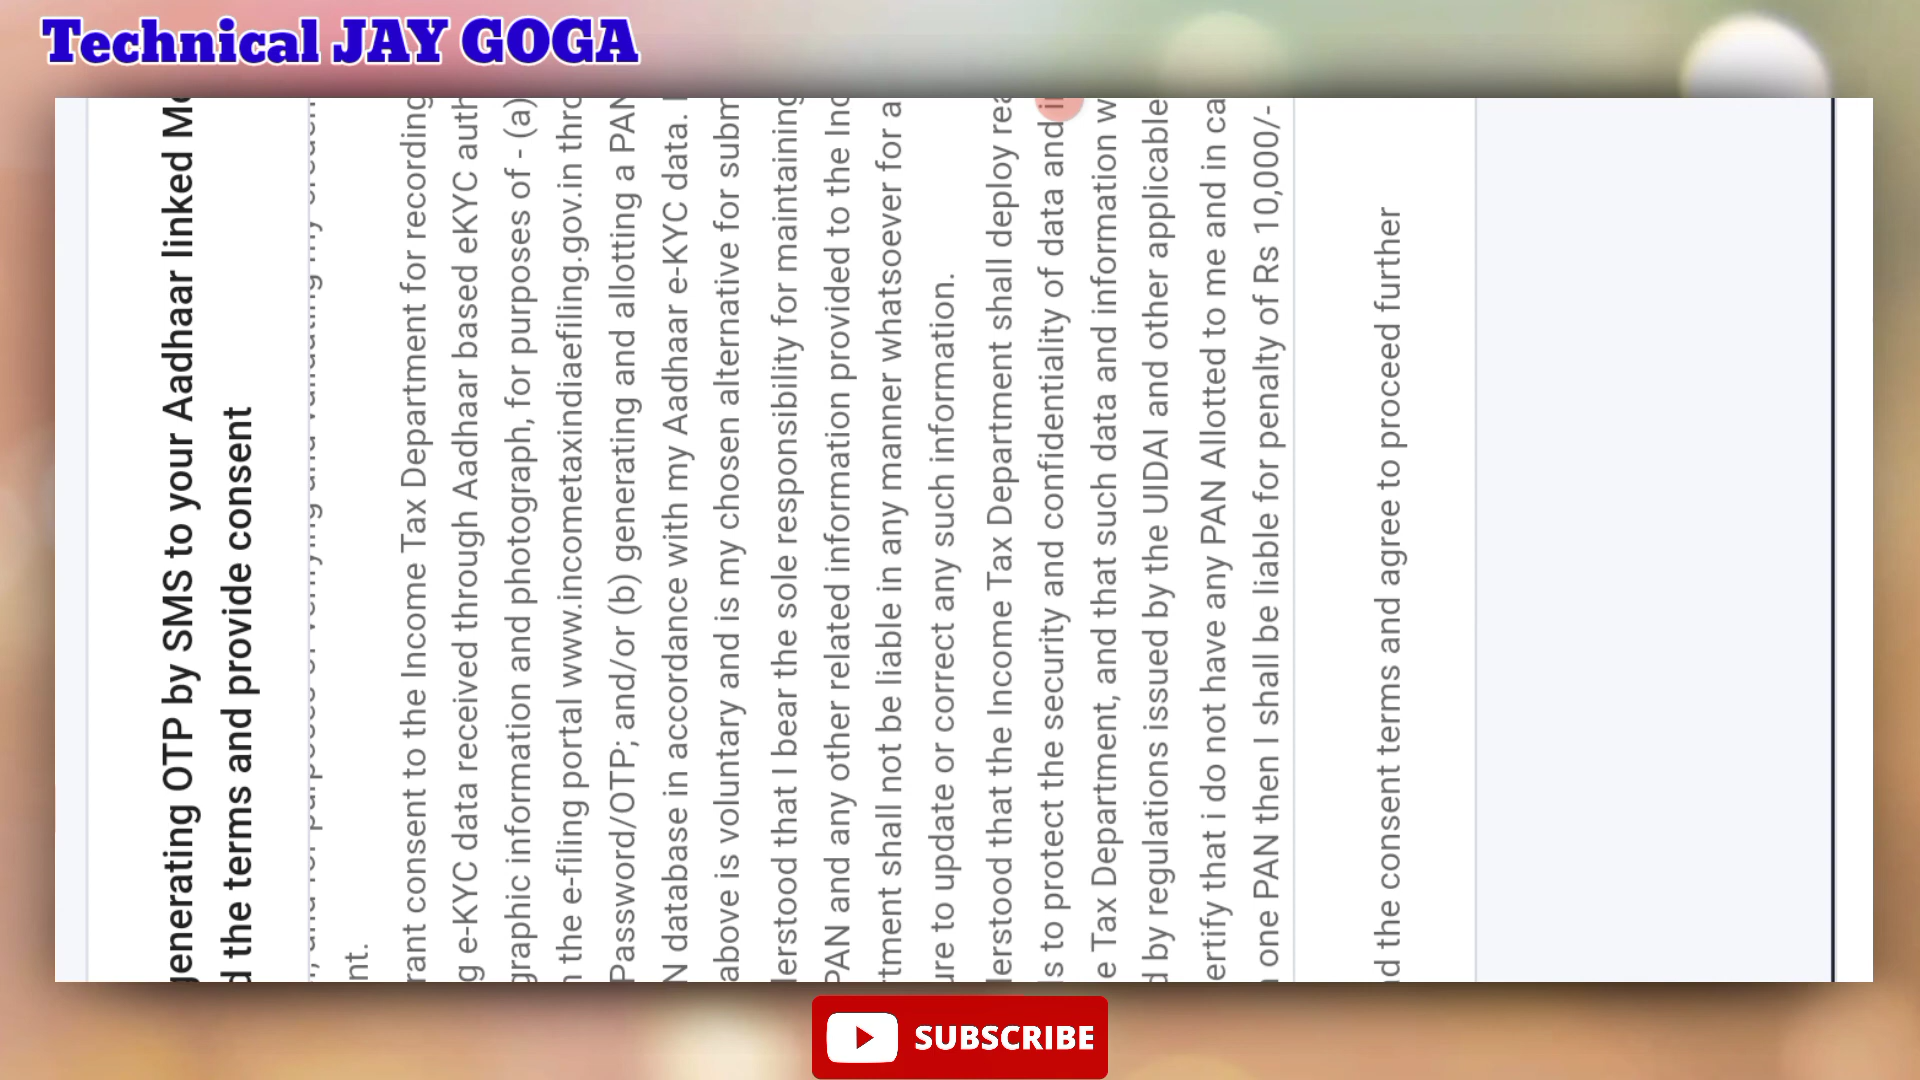 Technical JAY GOGA
generating OTP by SMS to your Aadhaar linked
d the terms and provide consent
nt.
rant consent to the Income Tax Department for recording
g e-KYC data received through Aadhaar based eKYC auth
graphic information and photograph, for purposes of - (a)
n the e-filing portal www.incometaxindiaefiling.gov.in thro
Password/OTP; and/or (b) generating and allotting a PAN
N database in accordance with my Aadhaar e-KYC data.
above is voluntary and is my chosen alternative for subm
lerstood that I bear the sole responsibility for maintaining
PAN and any other related information provided to the Inc
tment shall not be liable in any manner whatsoever for a
ure to update or correct any such information.
lerstood that the Income Tax Department shall deploy rea
s to protect the security and confidentiality of data and i
e Tax Department, and that such data and information w
d by regulations issued by the UIDAI and other applicable
ertify that i do not have any PAN Allotted to me and in ca
one PAN then I shall be liable for penalty of Rs 10,000/-
d the consent terms and agree to proceed further
SUBSCRIBE